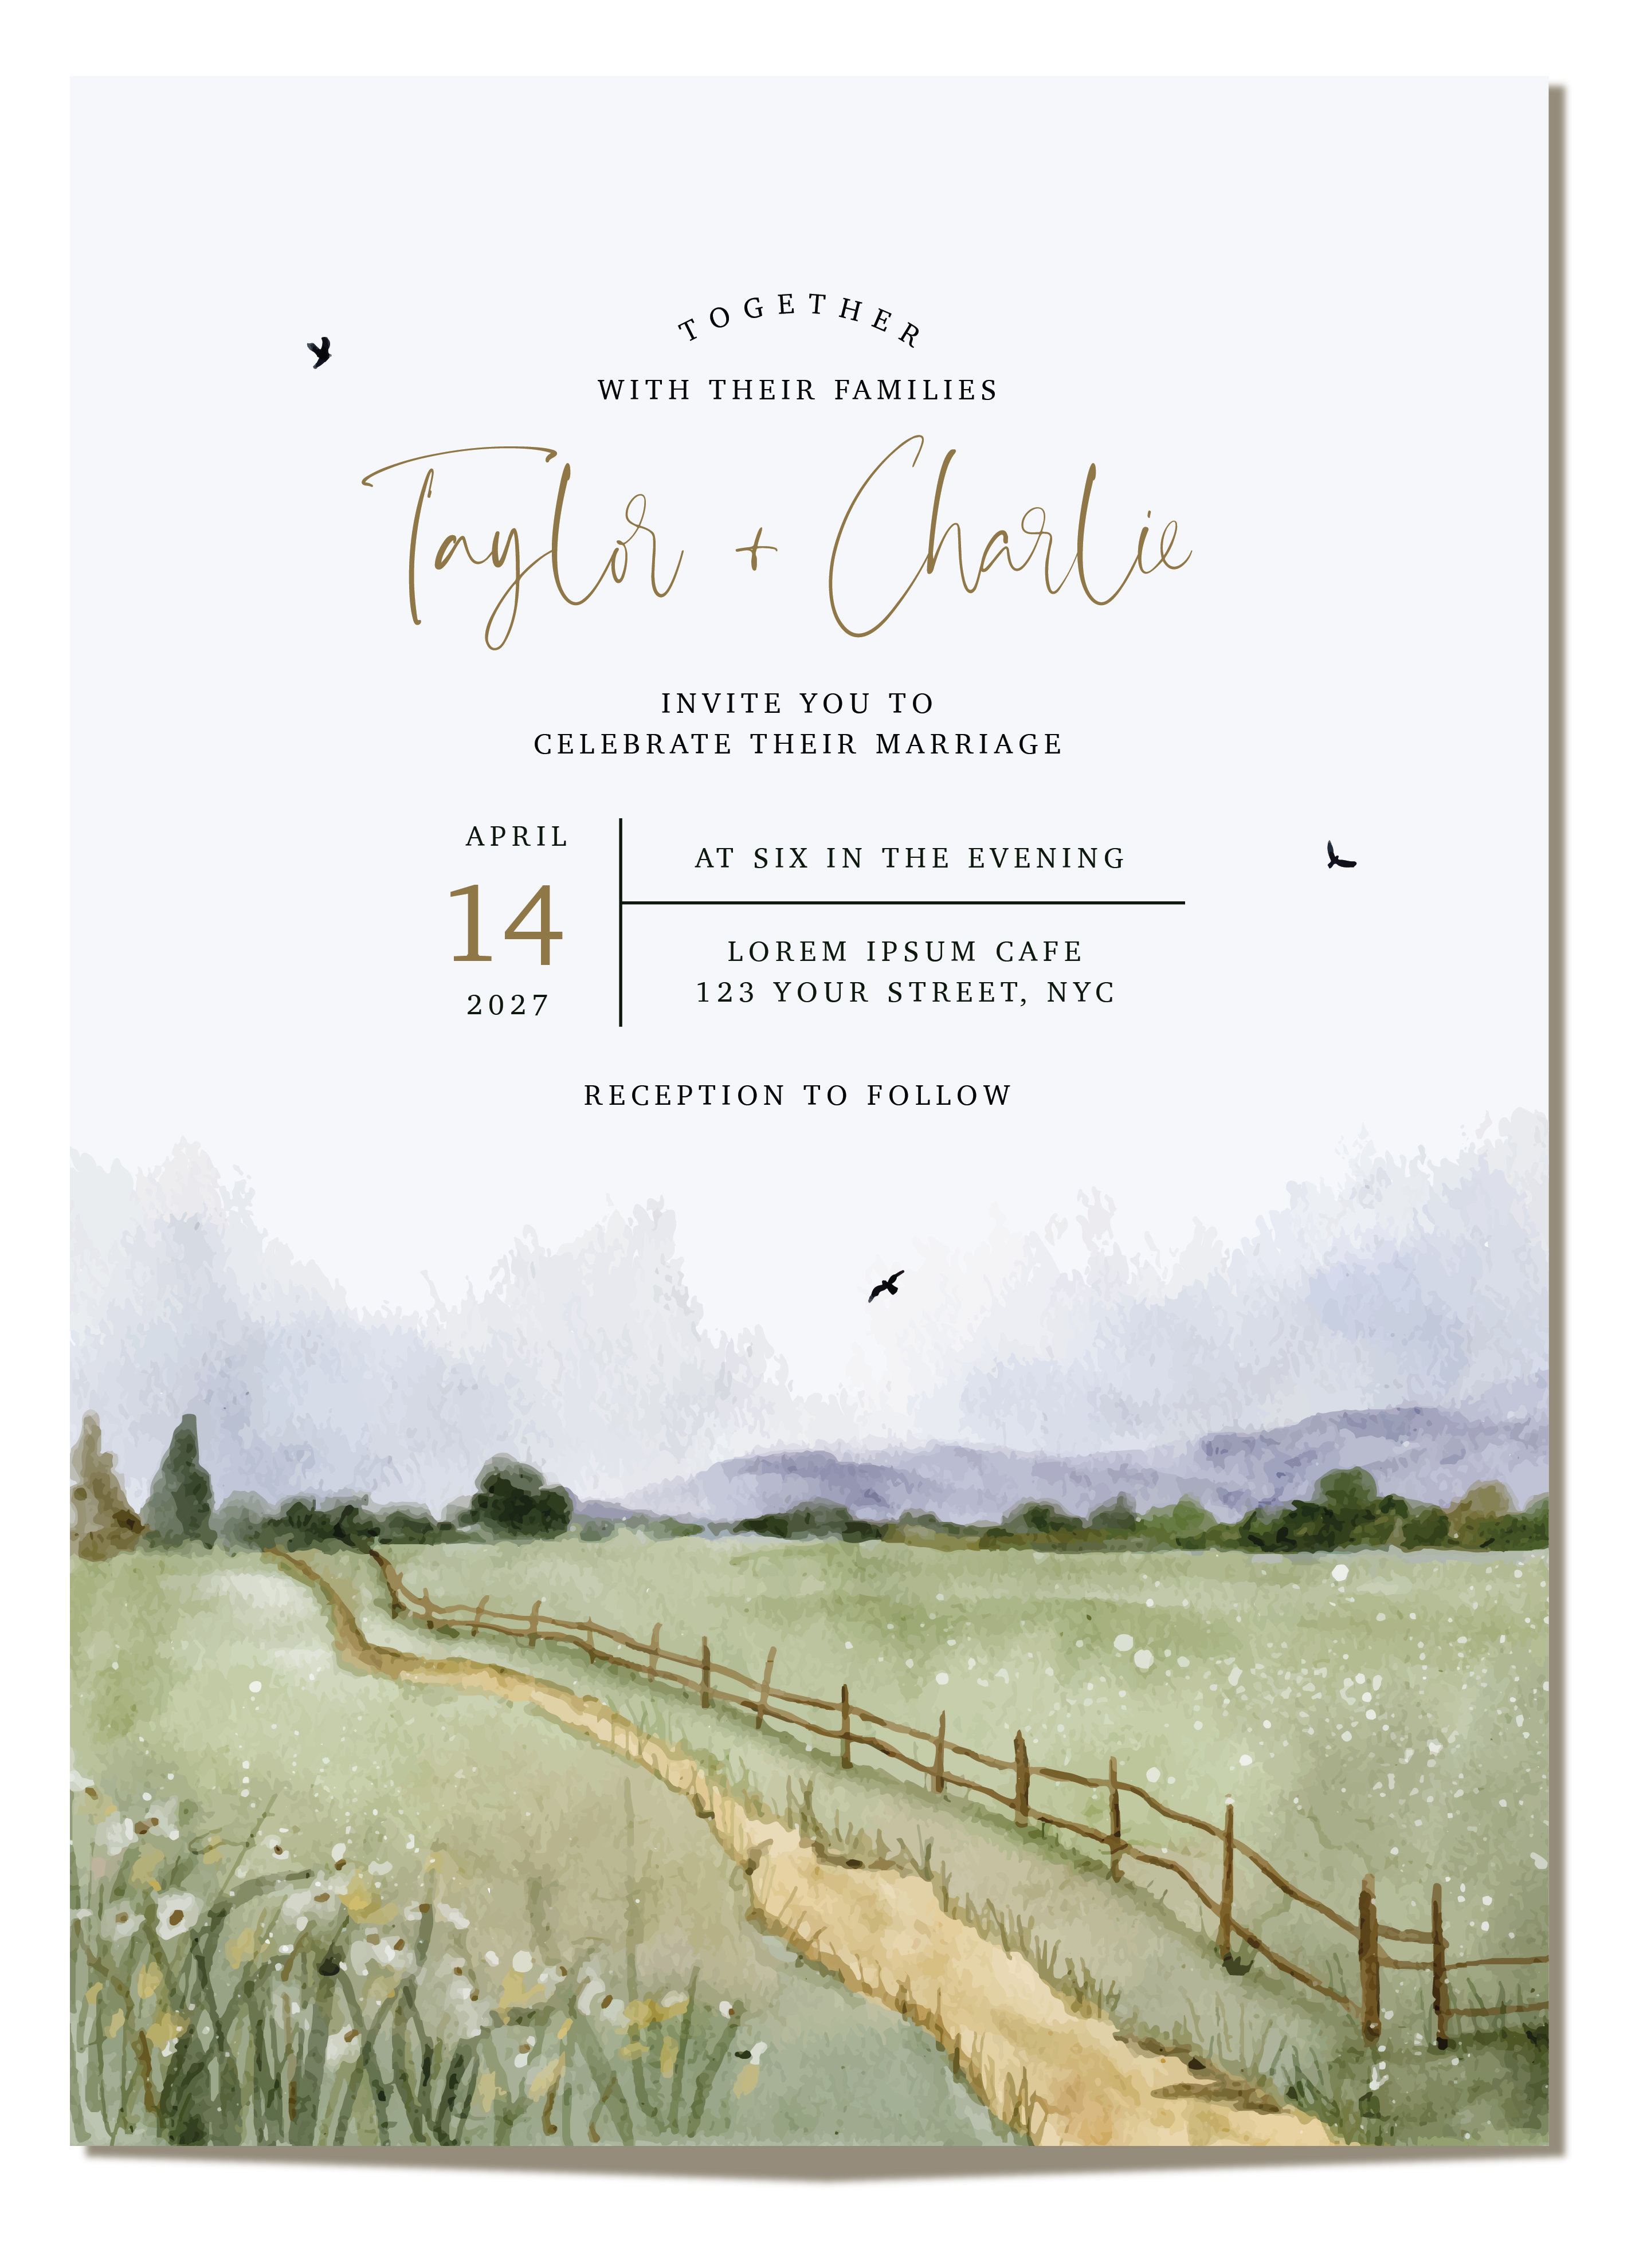 TOGETHER
WITH THEIR FAMILIES
Taylor + Charlie
INVITE YOU TO
CELEBRATE THEIR MARRIAGE
APRIL
14
2027
AT SIX IN THE EVENING
LOREM IPSUM CAFE
123 YOUR STREET, NYC
RECEPTION TO FOLLOW